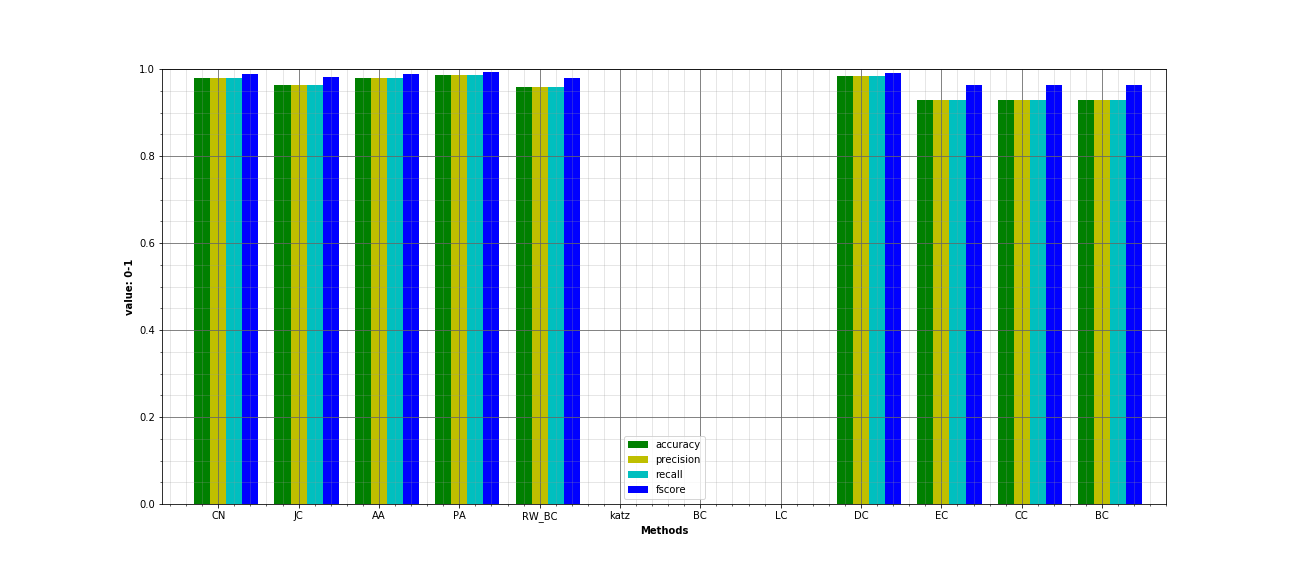 1.0
0.8
0.6
0.4
0.2
0.0
value: 0-1
accuracy
precision
recall
fscore
CN JC AA PA RW_BC katz BC LC DC EC CC BC
Methods